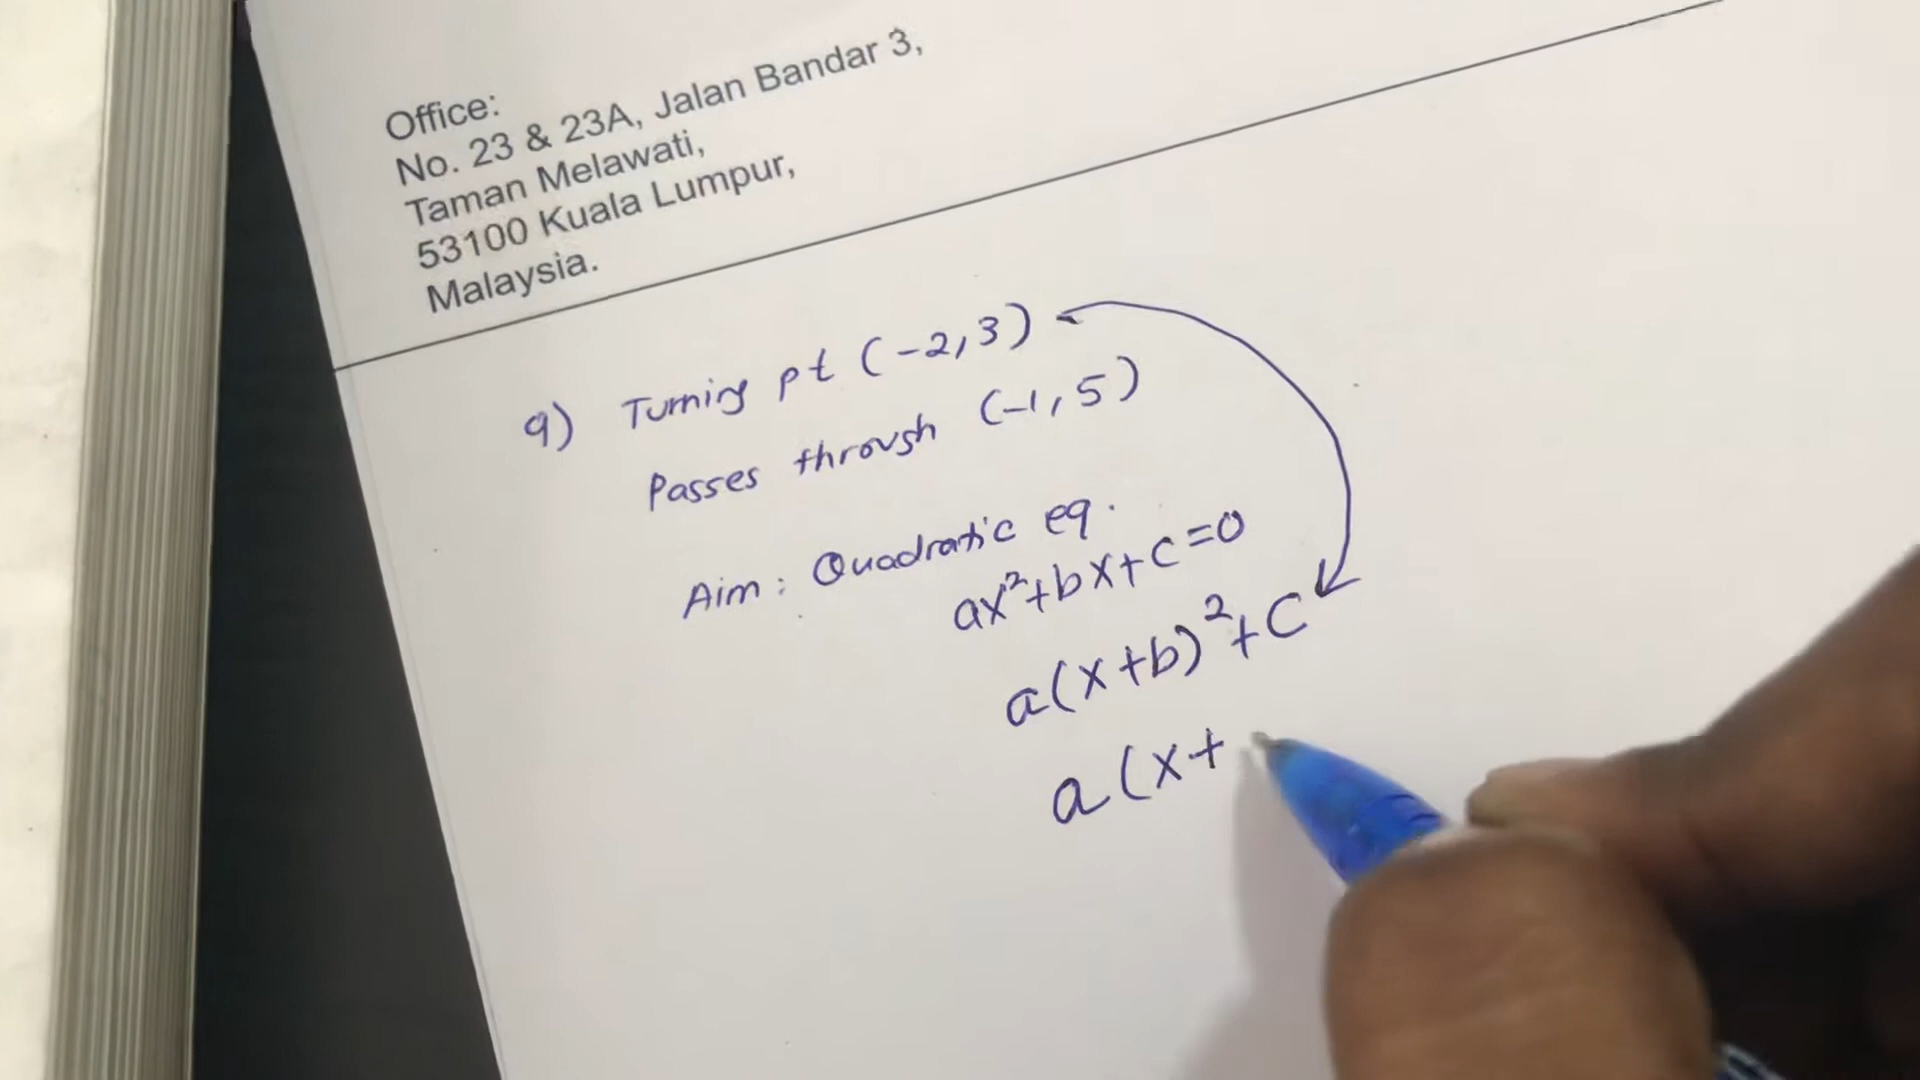 Office:
No. 23 & 23A, Jalan Bandar 3,
Taman Melawati,
53100 Kuala Lumpur,
Malaysia.
9) Turning pt (-2,3)
Passes through (-1,5)
Aim: Quadratic eq.
ax²+bx+c=0
a(x+b)²+c
a(x+